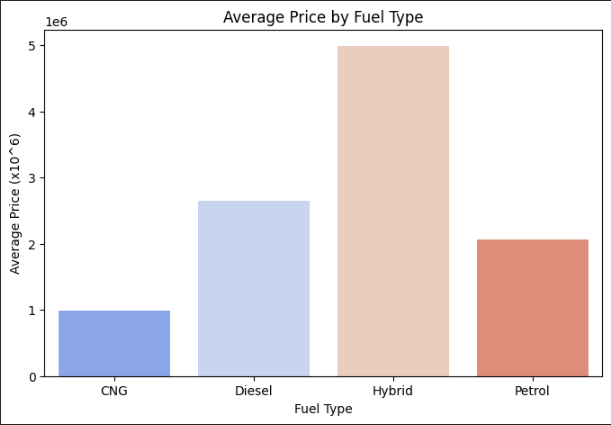 Average Price by Fuel Type
1e6
5
4
3
2
1
0
Average Price (x10^6)
CNG Diesel Hybrid Petrol
Fuel Type